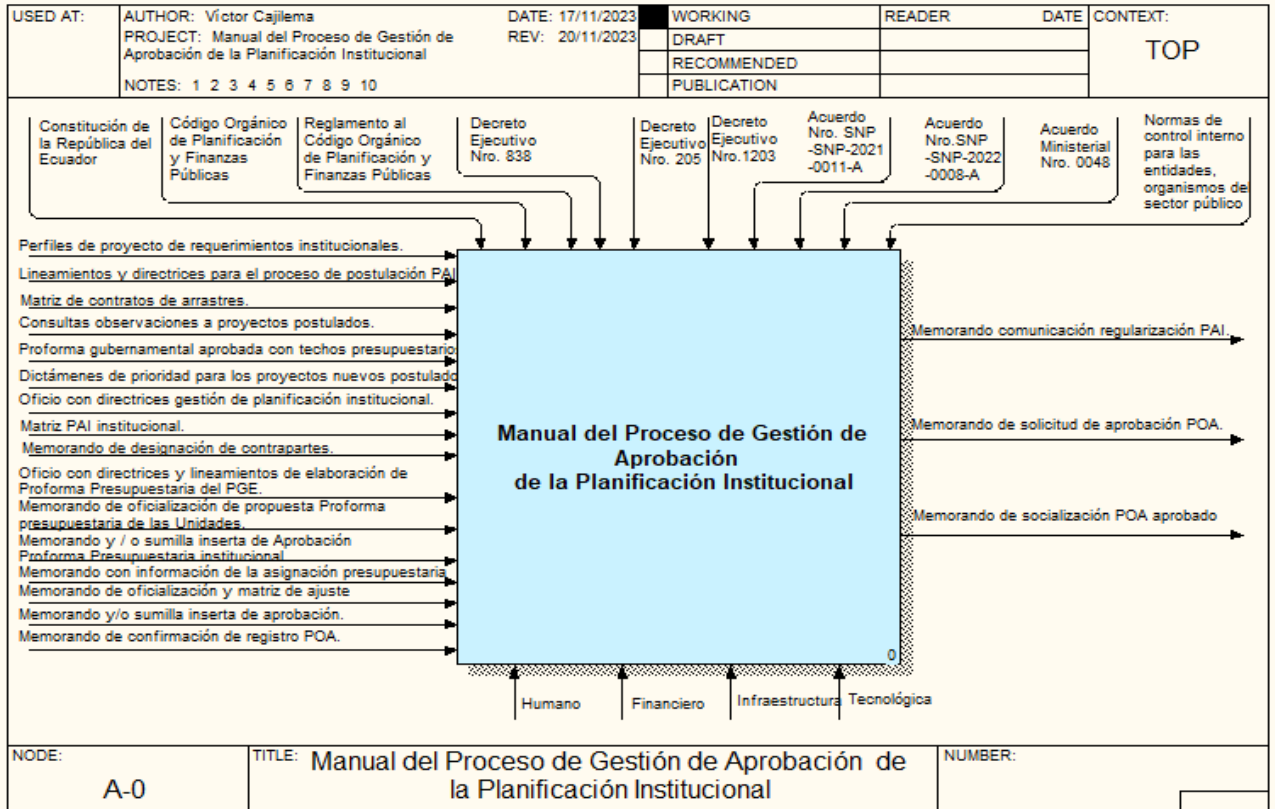 USED AT:
AUTHOR: Victor Cajilema
DATE: 17/11/2023
PROJECT: Manual del Proceso de Gestión de
REV: 20/11/2023
Aprobación de la Planificación Institucional
NOTES: 1 2 3 4 5 6 7 8 9 10
WORKING
DRAFT
RECOMMENDED
PUBLICATION
READER
DATE
CONTEXT:
TOP
Constitución de
la República del
Ecuador
Código Orgánico
de Planificación
y Finanzas
Públicas
Reglamento al
Código Orgánico
de Planificación y
Finanzas Públicas
Decreto
Ejecutivo
Nro. 838
Decreto
Ejecutivo
Nro. 205
Decreto
Ejecutivo
Nro.1203
Acuerdo
Nro. SNP
-SNP-2021
-0011-A
Acuerdo
Nro.SNP
-SNP-2022
-0008-A
Acuerdo
Ministerial
Nro. 0048
Normas de
control interno
para las
entidades,
organismos del
sector público
Perfiles de proyecto de requerimientos institucionales.
Lineamientos y directrices para el proceso de postulación PAI
Matriz de contratos de arrastres.
Consultas observaciones a proyectos postulados.
Proforma gubernamental aprobada con techos presupuestario
Dictámenes de prioridad para los proyectos nuevos postulado
Oficio con directrices gestión de planificación institucional.
Matriz PAI institucional.
Memorando de designación de contrapartes.
Oficio con directrices y lineamientos de elaboración de
Proforma Presupuestaria del PGE.
Memorando de oficialización de propuesta Proforma
presupuestaria de las Unidades.
Memorando y / o sumilla inserta de Aprobación
Proforma Presupuestaria institucional
Memorando con información de la asignación presupuestaria
Memorando de oficialización y matriz de ajuste
Memorando y/o sumilla inserta de aprobación.
Memorando de confirmación de registro POA.
Manual del Proceso de Gestión de
Aprobación
de la Planificación Institucional
0
Memorando comunicación regularización PAI.
Memorando de solicitud de aprobación POA.
Memorando de socialización POA aprobado
Humano
Financiero
Infraestructura
Tecnológica
NODE:
A-0
TITLE:
Manual del Proceso de Gestión de Aprobación de
la Planificación Institucional
NUMBER: